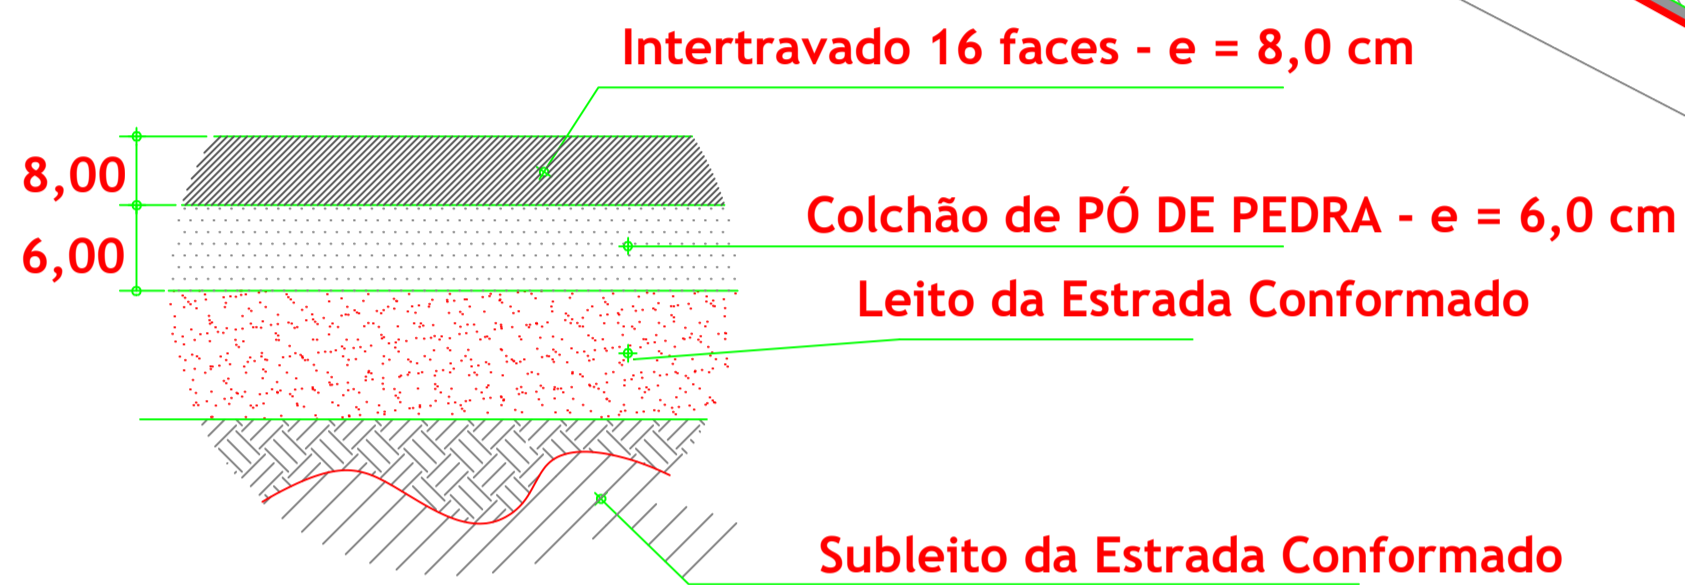 Intertravado 16 faces - e = 8,0 cm
8,00
Colchão de PÓ DE PEDRA - e = 6,0 cm
6,00
Leito da Estrada Conformado
Subleito da Estrada Conformado